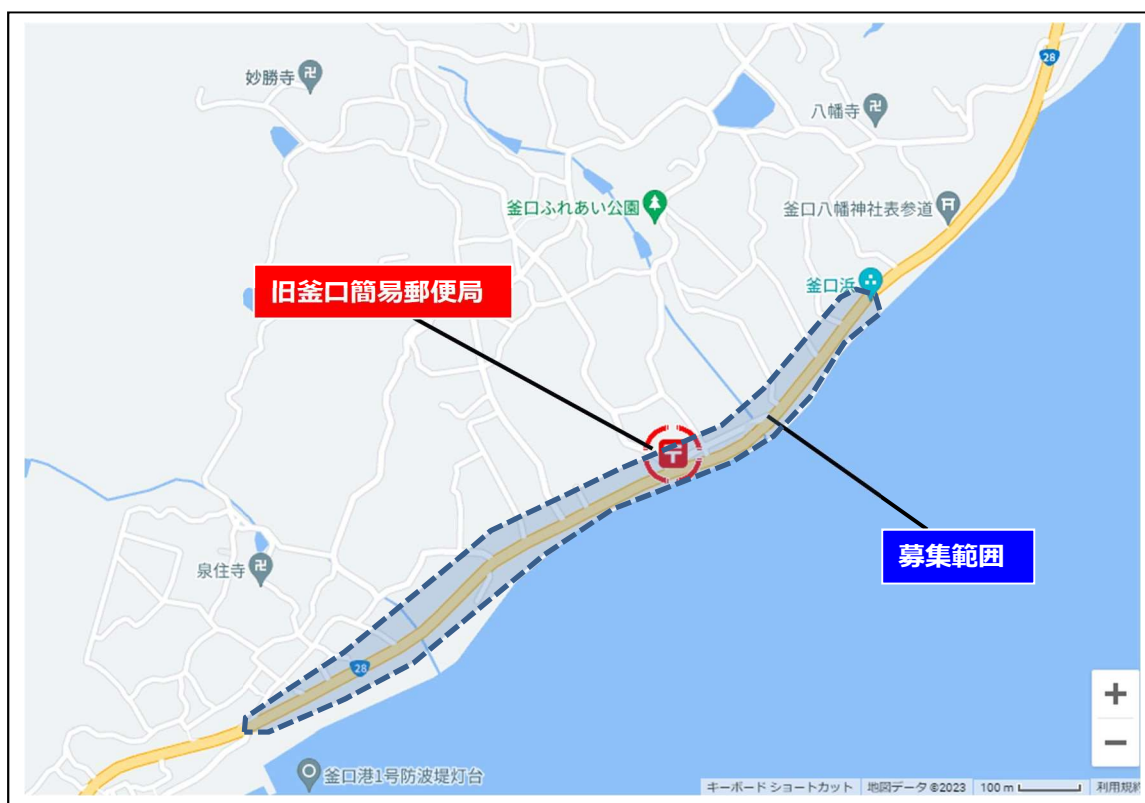 28
妙勝寺
卍
八幡寺
卍
釜口ふれあい公園
釜口八幡神社表参道
釜口浜
旧釜口簡易郵便局
〒
募集範囲
泉住寺
卍
28
釜口港1号防波堤灯台
+
−
キーボード ショートカット
地図データ ©2023
100 m
利用規約